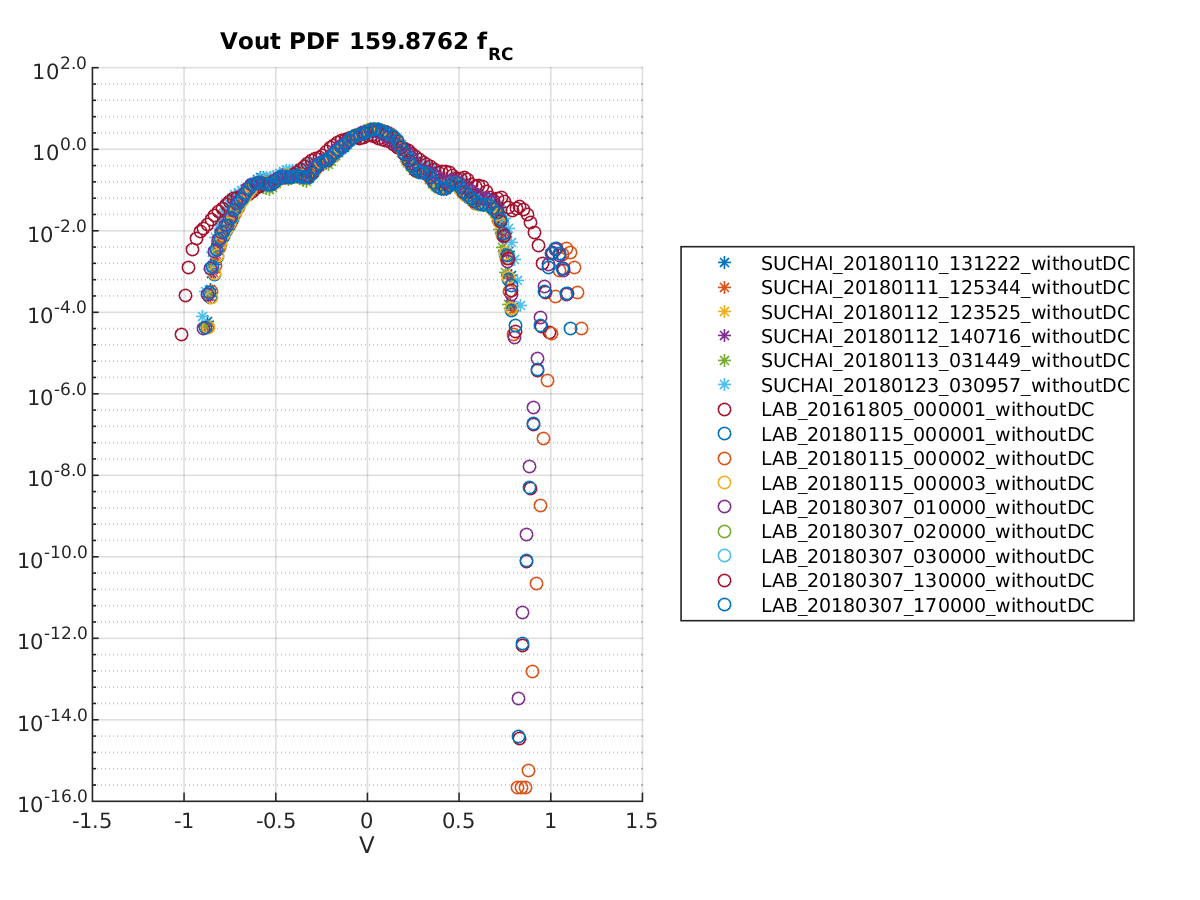 Vout PDF 159.8762 f_RC
10^2.0
10^0.0
10^-2.0
10^-4.0
10^-6.0
10^-8.0
10^-10.0
10^-12.0
10^-14.0
10^-16.0
-1.5 -1 -0.5 0 0.5 1 1.5
V
SUCHAI_20180110_131222_withoutDC
SUCHAI_20180111_125344_withoutDC
SUCHAI_20180112_123525_withoutDC
SUCHAI_20180112_140716_withoutDC
SUCHAI_20180113_031449_withoutDC
SUCHAI_20180123_030957_withoutDC
LAB_20161805_000001_withoutDC
LAB_20180115_000001_withoutDC
LAB_20180115_000002_withoutDC
LAB_20180115_000003_withoutDC
LAB_20180307_010000_withoutDC
LAB_20180307_020000_withoutDC
LAB_20180307_030000_withoutDC
LAB_20180307_130000_withoutDC
LAB_20180307_170000_withoutDC